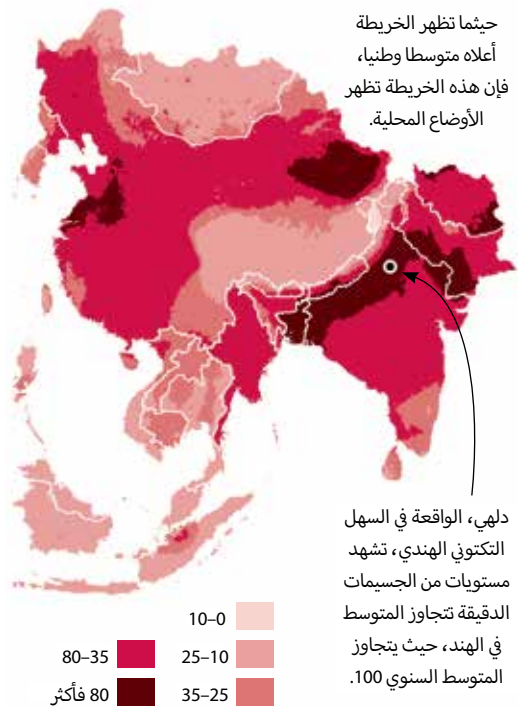 حيثما تظهر الخريطة
أعلاه متوسطا وطنيا،
فإن هذه الخريطة تظهر
الأوضاع المحلية.
دلهي، الواقعة في السهل
التكتوني الهندي، تشهد
مستويات من الجسيمات
الدقيقة تتجاوز المتوسط
في الهند، حيث يتجاوز
المتوسط السنوي 100.
10–0
25–10
35–25
80–35
80 فأكثر